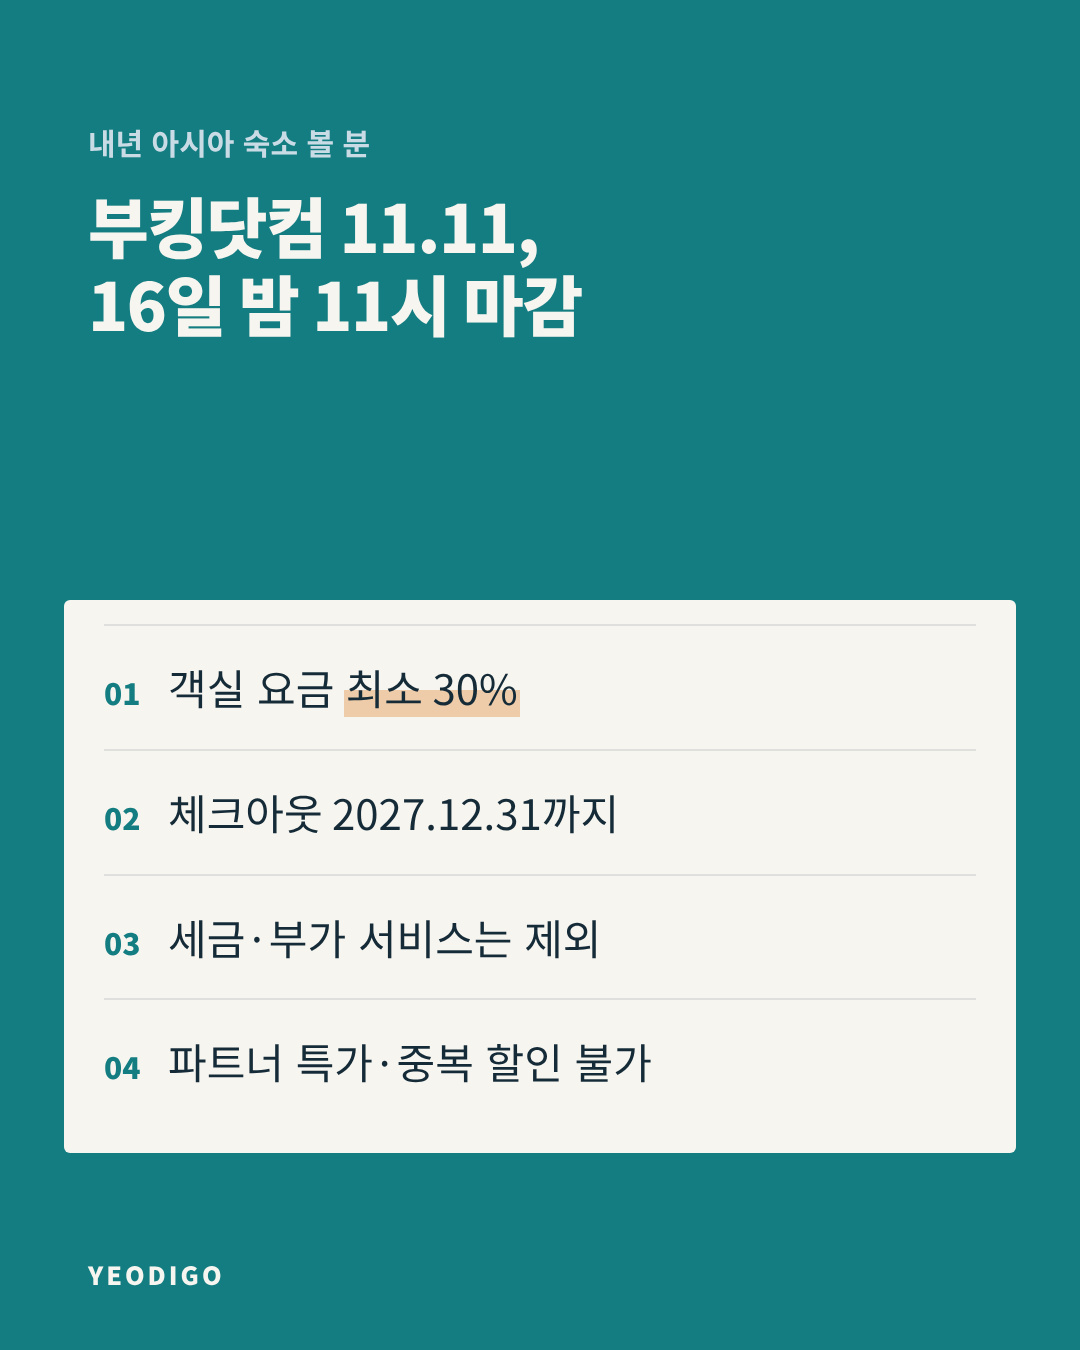 내년 아시아 숙소 볼 분
부킹닷컴 11.11,
16일 밤 11시 마감
01 객실 요금 최소 30%
02 체크아웃 2027.12.31까지
03 세금·부가 서비스는 제외
04 파트너 특가·중복 할인 불가
YEODIGO